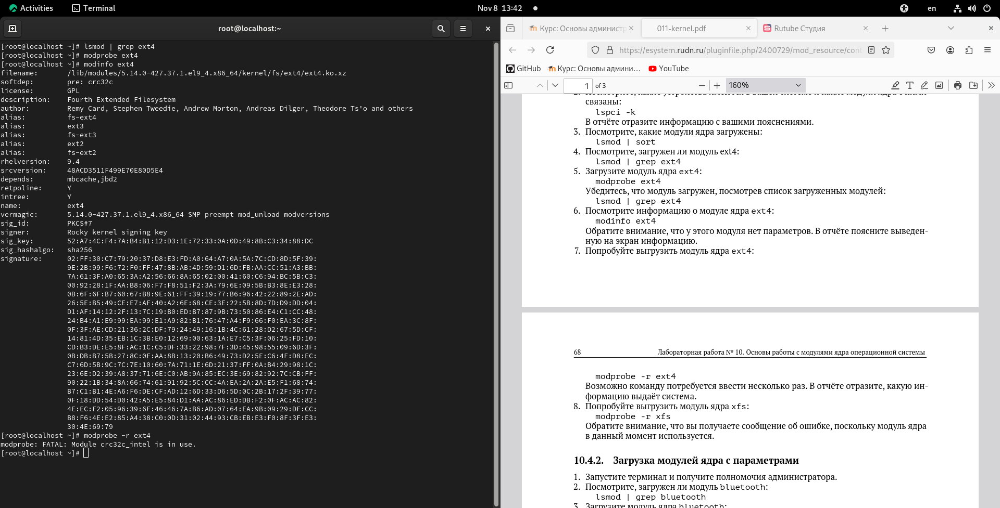 Activities
Terminal
Nov 8 13:42
en
root@localhost:~
[root@localhost ~]# lsmod | grep ext4
[root@localhost ~]# modprobe ext4
[root@localhost ~]# modinfo ext4
filename: /lib/modules/5.14.0-427.37.1.el9_4.x86_64/kernel/fs/ext4/ext4.ko.xz
softdep: pre: crc32c
license: GPL
description: Fourth Extended Filesystem
author: Remy Card, Stephen Tweedie, Andrew Morton, Andreas Dilger, Theodore Ts'o and others
alias: fs-ext4
alias: ext3
alias: fs-ext3
alias: ext2
alias: fs-ext2
rhelversion: 9.4
srcversion: 48ACD3511F499E70E80D5E4
depends: mbcache,jbd2
retpoline: Y
intree: Y
name: ext4
vermagic: 5.14.0-427.37.1.el9_4.x86_64 SMP preempt mod_unload modversions
sig_id: PKCS#7
signer: Rocky kernel signing key
sig_key: 52:A7:4C:F4:7A:B4:B1:12:D3:1E:72:33:0A:0D:49:8B:C3:34:88:DC
sig_hashalgo: sha256
signature: 02:FF:30:C7:79:20:37:D8:E3:FD:A0:64:A7:0A:5A:7C:CD:8D:5F:39:
9E:2B:99:F6:72:F0:FF:47:8B:AB:4D:59:D1:6D:FB:AA:CC:51:A3:BB:
7A:61:3F:A0:65:3A:A2:56:66:8A:65:02:00:41:60:C6:94:BC:5B:C3:
00:92:28:1F:AA:B8:06:F7:F8:51:F2:3A:79:6E:09:5B:B3:8E:E3:28:
0B:6F:6F:B7:60:67:B8:9E:61:FF:39:19:77:B6:96:42:22:89:2E:AD:
26:5E:B5:49:CE:E7:AF:40:A2:6E:68:CE:3E:22:5B:8D:7D:D9:DD:04:
D1:AF:14:12:2F:13:7C:19:B0:ED:B7:87:9B:73:50:86:E4:C1:CC:48:
24:B4:A1:E9:99:EA:99:E1:A9:82:B1:76:47:A4:F9:66:F0:EA:3C:8F:
0F:3F:AE:CD:21:36:2C:DF:79:24:49:16:1B:4C:61:28:D2:67:5D:CF:
14:81:4D:35:EB:1C:3B:E0:12:69:00:63:1A:E7:C5:3F:06:25:FD:10:
CD:B3:DE:E5:8F:AC:1C:C5:DF:33:22:98:7F:3D:45:98:55:09:6D:3F:
0B:DB:B7:5B:27:8C:0F:AA:8B:13:20:B6:49:73:D2:5E:C6:4F:D8:EC:
C7:6D:5B:9C:7C:7E:10:60:7A:71:1E:6D:21:37:FF:0A:B4:29:98:1C:
23:6E:D2:39:A8:37:71:6E:C0:AB:9A:85:EC:3E:69:82:92:7C:CB:FF:
90:22:1B:34:8A:66:74:61:91:92:5C:CC:4A:EA:2A:2A:E5:F1:68:74:
B7:C1:B1:4E:A6:F6:DE:CF:AD:12:6D:33:D6:5D:0C:2B:17:2F:39:77:
0F:18:DD:54:D0:42:A5:E5:84:D1:AA:AC:86:ED:DB:F2:0F:AC:AC:82:
4E:EC:F2:05:96:39:6F:46:46:7A:B6:AD:07:64:EA:9B:09:29:DF:CC:
B8:F6:4E:E2:85:A4:38:C0:0D:31:02:44:93:CB:EB:E3:F0:8F:3F:E3:
30:4E:69:79
[root@localhost ~]# modprobe -r ext4
modprobe: FATAL: Module crc32c_intel is in use.
[root@localhost ~]#
Курс: Основы администр
011-kernel.pdf
Rutube Студия
https://esystem.rudn.ru/pluginfile.php/2400729/mod_resource/cont
GitHub
Курс: Основы админи…
YouTube
1 of 3
160%
2. Посмотрите, какие устройства имеются в вашей системе и какие модули ядра с ними
связаны:
lspci -k
В отчёте отразите информацию с вашими пояснениями.
3. Посмотрите, какие модули ядра загружены:
lsmod | sort
4. Посмотрите, загружен ли модуль ext4:
lsmod | grep ext4
5. Загрузите модуль ядра ext4:
modprobe ext4
Убедитесь, что модуль загружен, посмотрев список загруженных модулей:
lsmod | grep ext4
6. Посмотрите информацию о модуле ядра ext4:
modinfo ext4
Обратите внимание, что у этого модуля нет параметров. В отчёте поясните выведен-
ную на экран информацию.
7. Попробуйте выгрузить модуль ядра ext4:
68 Лабораторная работа № 10. Основы работы с модулями ядра операционной системы
modprobe -r ext4
Возможно команду потребуется ввести несколько раз. В отчёте отразите, какую ин-
формацию выдаёт система.
8. Попробуйте выгрузить модуль ядра xfs:
modprobe -r xfs
Обратите внимание, что вы получаете сообщение об ошибке, поскольку модуль ядра
в данный момент используется.
10.4.2. Загрузка модулей ядра с параметрами
1. Запустите терминал и получите полномочия администратора.
2. Посмотрите, загружен ли модуль bluetooth:
lsmod | grep bluetooth
3. Загрузите модуль ядра bluetooth: